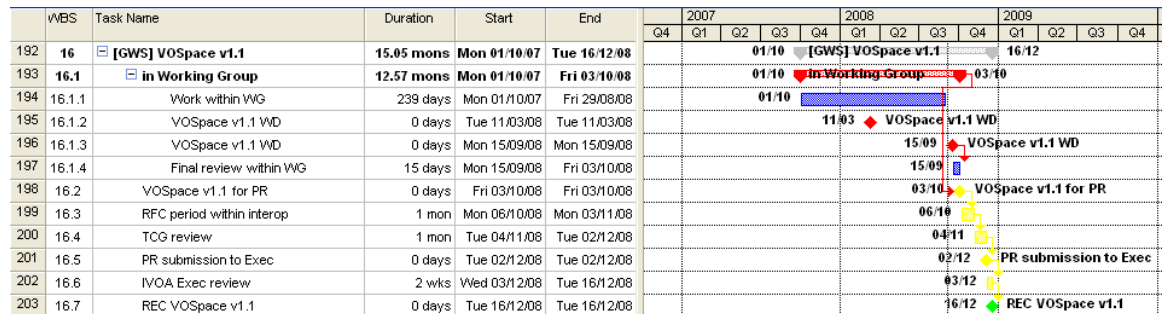 WBS Task Name Duration Start End 2007 2008 2009
Q4 Q1 Q2 Q3 Q4 Q1 Q2 Q3 Q4 Q1 Q2 Q3 Q4
192 16 [GWS] VOSpace v1.1 15.05 mons Mon 01/10/07 Tue 16/12/08 01/10 [GWS] VOSpace v1.1 16/12
193 16.1 in Working Group 12.57 mons Mon 01/10/07 Fri 03/10/08 01/10 in Working Group 03/10
194 16.1.1 Work within WG 239 days Mon 01/10/07 Fri 29/08/08 01/10
195 16.1.2 VOSpace v1.1 WD 0 days Tue 11/03/08 Tue 11/03/08 11/03 VOSpace v1.1 WD
196 16.1.3 VOSpace v1.1 WD 0 days Mon 15/09/08 Mon 15/09/08 15/09 VOSpace v1.1 WD
197 16.1.4 Final review within WG 15 days Mon 15/09/08 Fri 03/10/08 15/09
198 16.2 VOSpace v1.1 for PR 0 days Fri 03/10/08 Fri 03/10/08 03/10 VOSpace v1.1 for PR
199 16.3 RFC period within interop 1 mon Mon 06/10/08 Mon 03/11/08 06/10
200 16.4 TCG review 1 mon Tue 04/11/08 Tue 02/12/08 04/11
201 16.5 PR submission to Exec 0 days Tue 02/12/08 Tue 02/12/08 02/12 PR submission to Exec
202 16.6 IVOA Exec review 2 wks Wed 03/12/08 Tue 16/12/08 03/12
203 16.7 REC VOSpace v1.1 0 days Tue 16/12/08 Tue 16/12/08 16/12 REC VOSpace v1.1